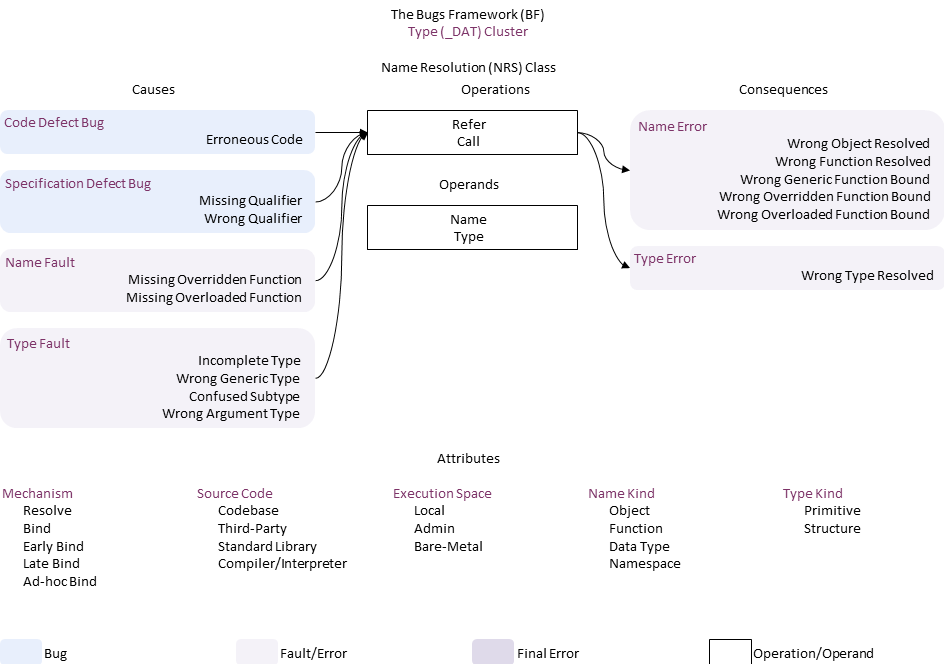 The Bugs Framework (BF)
Type (_DAT) Cluster
Name Resolution (NRS) Class
Causes
Operations
Consequences
Code Defect Bug
Erroneous Code
Specification Defect Bug
Missing Qualifier
Wrong Qualifier
Name Fault
Missing Overridden Function
Missing Overloaded Function
Type Fault
Incomplete Type
Wrong Generic Type
Confused Subtype
Wrong Argument Type
Refer
Call
Operands
Name
Type
Name Error
Wrong Object Resolved
Wrong Function Resolved
Wrong Generic Function Bound
Wrong Overridden Function Bound
Wrong Overloaded Function Bound
Type Error
Wrong Type Resolved
Attributes
Mechanism
Resolve
Bind
Early Bind
Late Bind
Ad-hoc Bind
Source Code
Codebase
Third-Party
Standard Library
Compiler/Interpreter
Execution Space
Local
Admin
Bare-Metal
Name Kind
Object
Function
Data Type
Namespace
Type Kind
Primitive
Structure
Bug
Fault/Error
Final Error
Operation/Operand